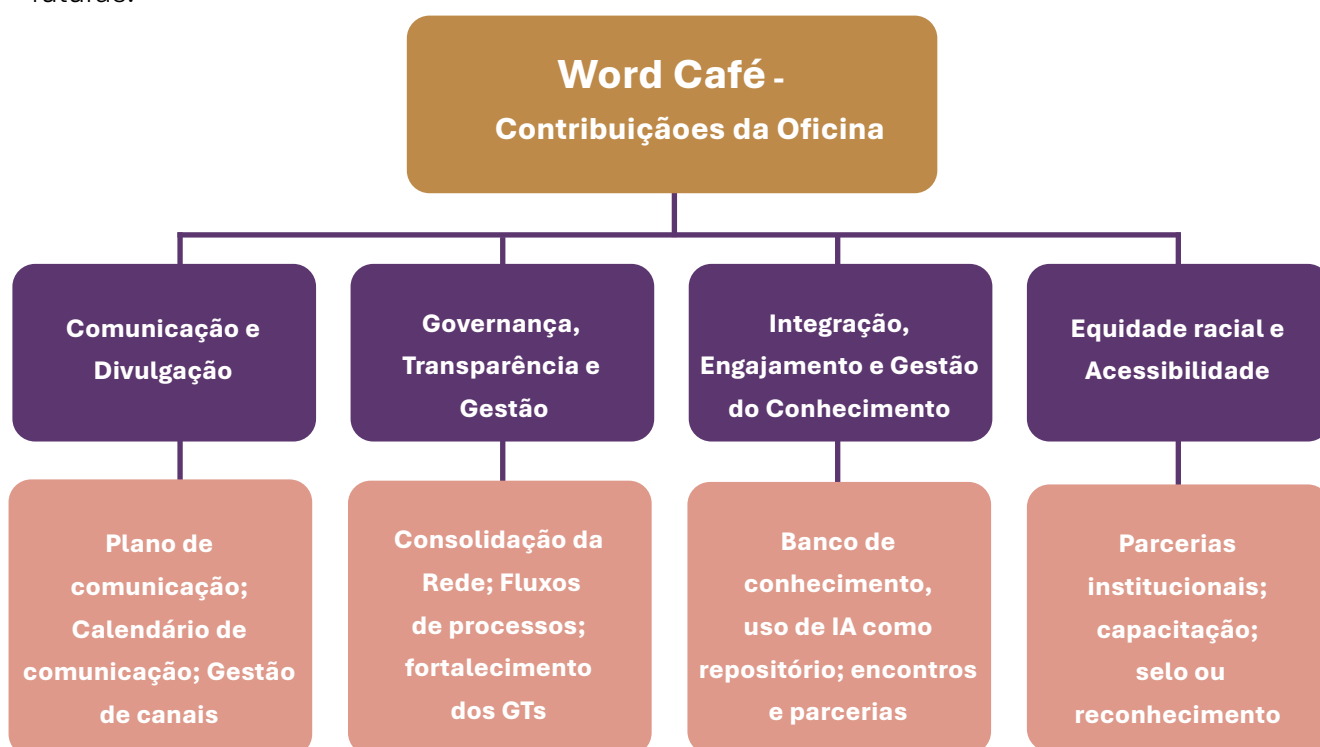 Word Café -
Contribuiçãoes da Oficina
Comunicação e
Divulgação
Governança,
Transparência e
Gestão
Integração,
Engajamento e Gestão
do Conhecimento
Equidade racial e
Acessibilidade
Plano de
comunicação;
Calendário de
comunicação; Gestão
de canais
Consolidação da
Rede; Fluxos
de processos;
fortalecimento
dos GTs
Banco de
conhecimento,
uso de IA como
repositório; encontros
e parcerias
Parcerias
institucionais;
capacitação;
selo ou
reconhecimento